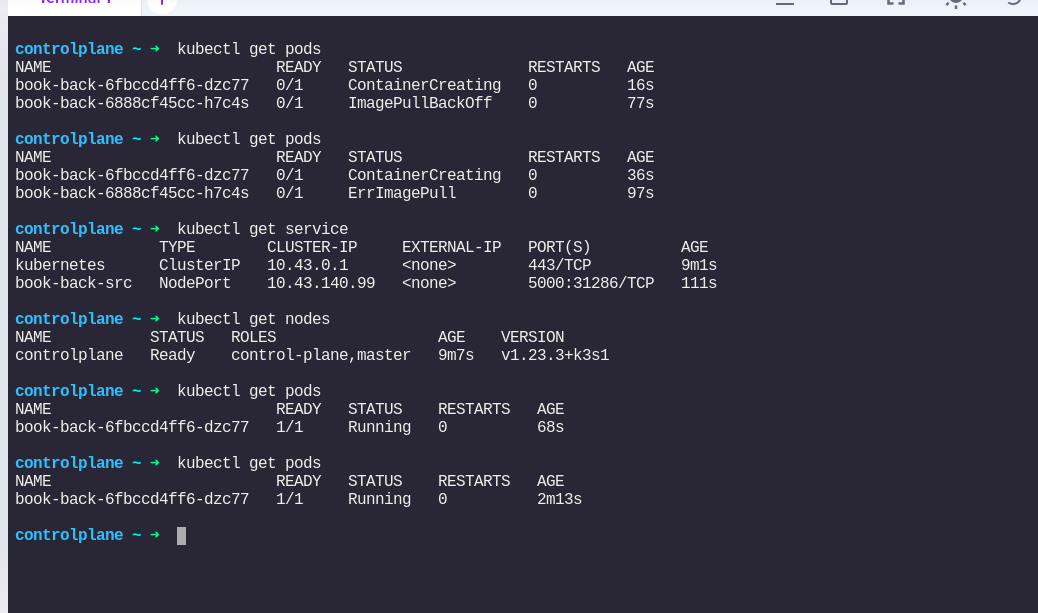 Terminal 1 +
controlplane ~ ➜  kubectl get pods
NAME                         READY   STATUS              RESTARTS   AGE
book-back-6fbccd4ff6-dzc77   0/1     ContainerCreating   0          16s
book-back-6888cf45cc-h7c4s   0/1     ImagePullBackOff    0          77s
controlplane ~ ➜  kubectl get pods
NAME                         READY   STATUS              RESTARTS   AGE
book-back-6fbccd4ff6-dzc77   0/1     ContainerCreating   0          36s
book-back-6888cf45cc-h7c4s   0/1     ErrImagePull        0          97s
controlplane ~ ➜  kubectl get service
NAME            TYPE        CLUSTER-IP     EXTERNAL-IP   PORT(S)          AGE
kubernetes      ClusterIP   10.43.0.1      <none>        443/TCP          9m1s
book-back-src   NodePort    10.43.140.99   <none>        5000:31286/TCP   111s
controlplane ~ ➜  kubectl get nodes
NAME           STATUS   ROLES                  AGE    VERSION
controlplane   Ready    control-plane,master   9m7s   v1.23.3+k3s1
controlplane ~ ➜  kubectl get pods
NAME                         READY   STATUS    RESTARTS   AGE
book-back-6fbccd4ff6-dzc77   1/1     Running   0          68s
controlplane ~ ➜  kubectl get pods
NAME                         READY   STATUS    RESTARTS   AGE
book-back-6fbccd4ff6-dzc77   1/1     Running   0          2m13s
controlplane ~ ➜